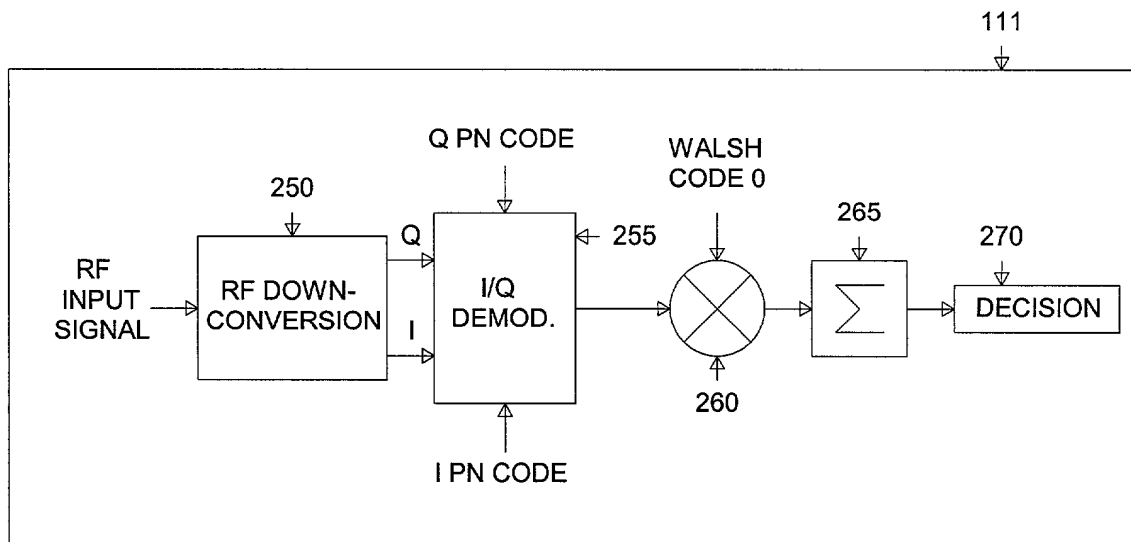 111
Q PN CODE
WALSH
CODE 0
250
265
270
255
Q
RF
INPUT
SIGNAL
RF DOWN-
CONVERSION
I/Q
DEMOD.
Σ
DECISION
I
260
I PN CODE